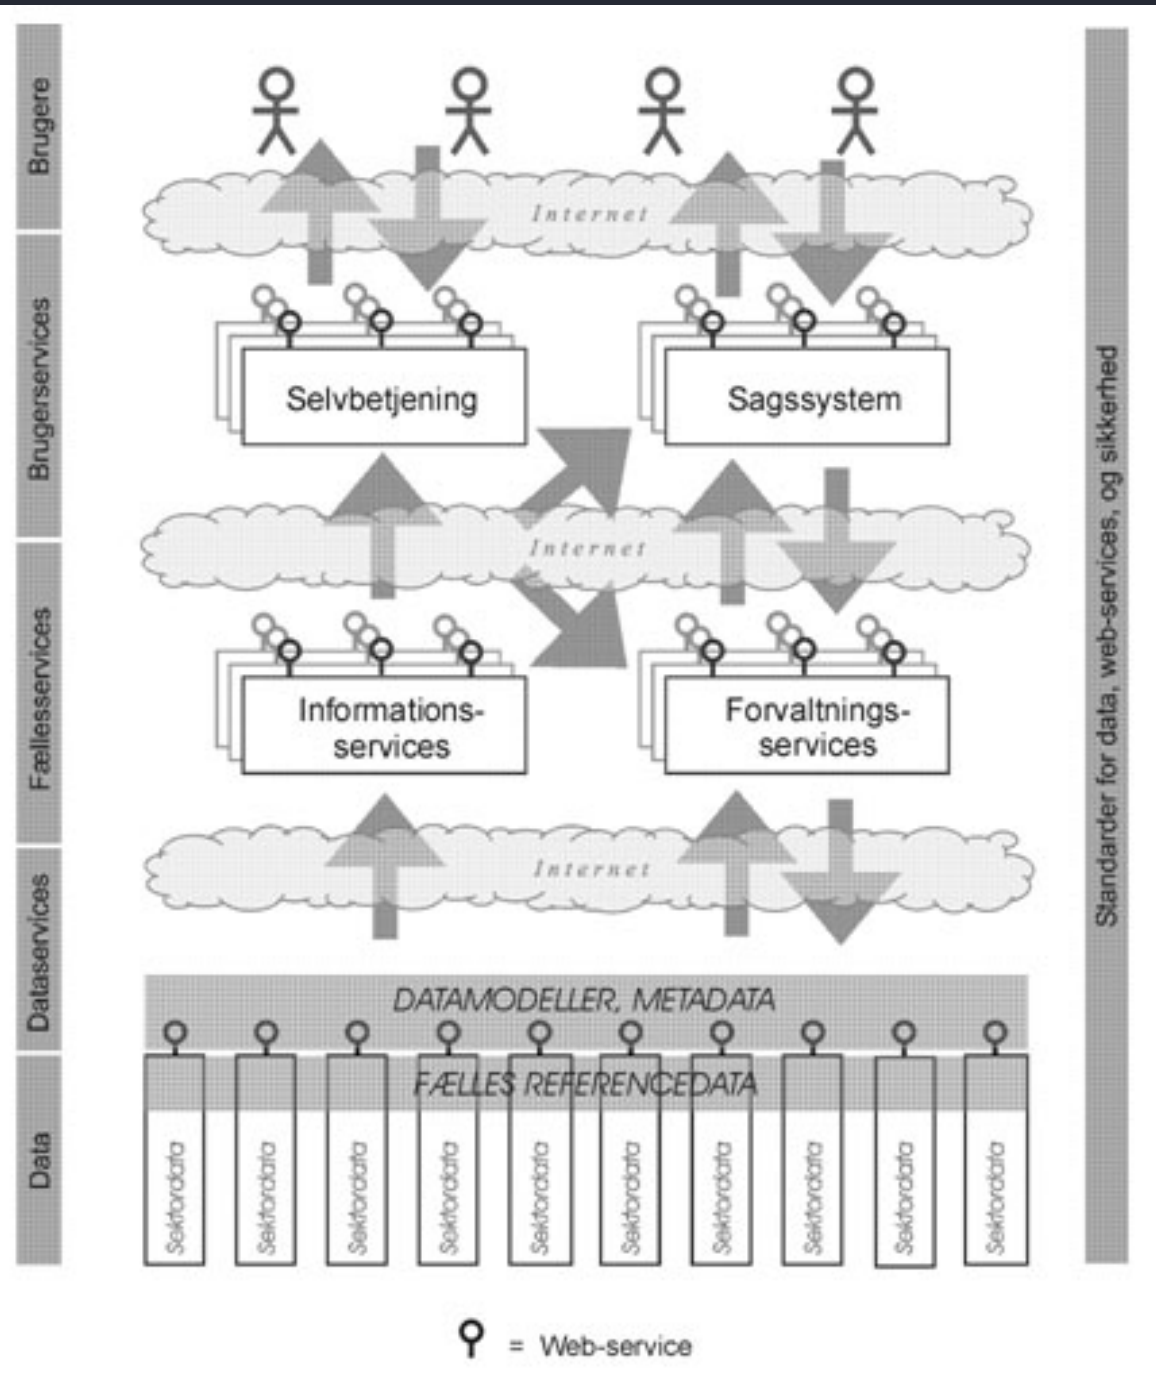 Brugere
Internet
Brugerservices
Selvbetjening
Sagssystem
Internet
Fællesservices
Informations-
services
Forvaltnings-
services
Internet
Dataservices
DATAMODELLER, METADATA
Data
FÆLLES REFERENCEDATA
Sektordata
Sektordata
Sektordata
Sektordata
Sektordata
Sektordata
Sektordata
Sektordata
Sektordata
Sektordata
Standarder for data, web-services, og sikkerhed
= Web-service